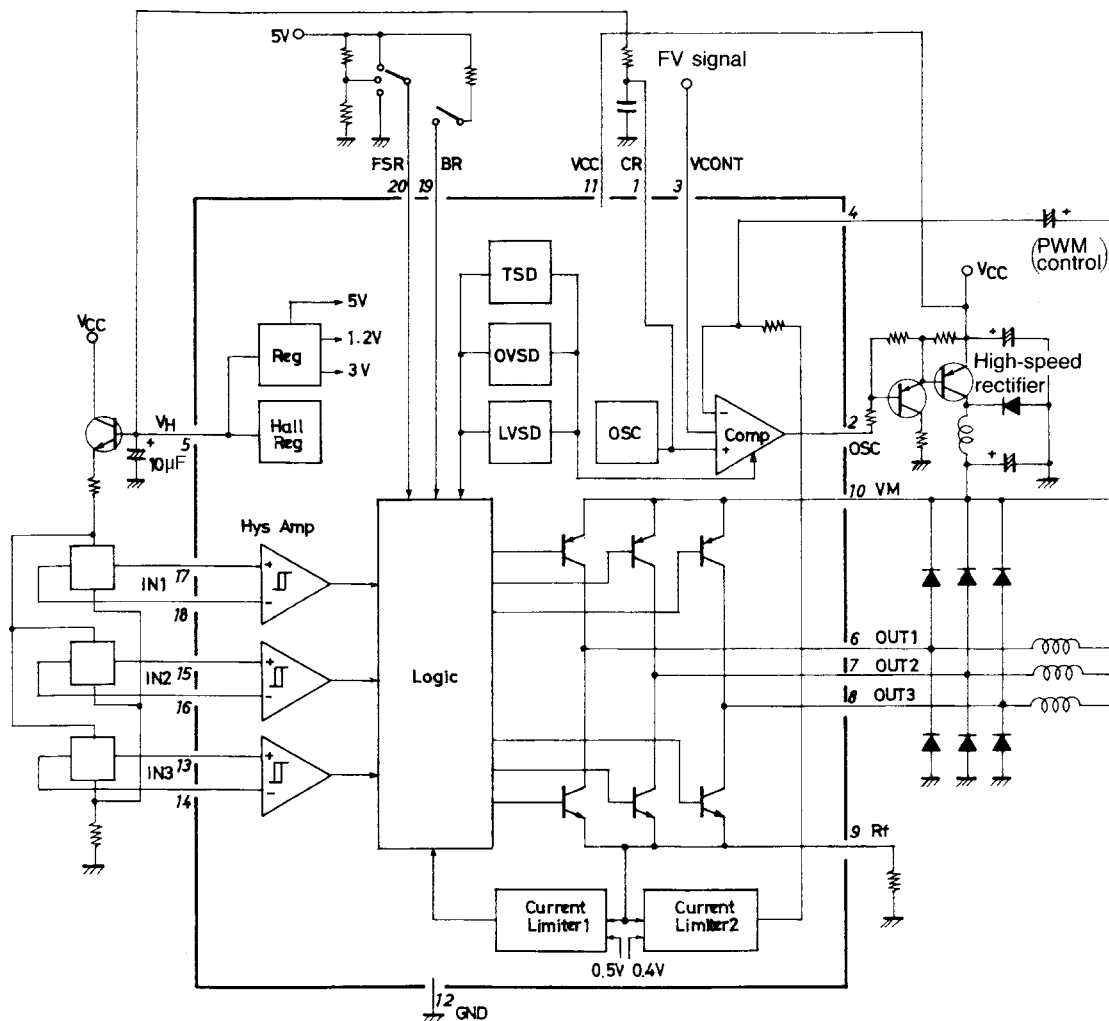 5V
FV signal
FSR
BR
VCC
CR
VCONT
20
19
11
1
3
4
(PWM
control)
VCC
TSD
5V
1.2V
3V
Reg
OVSD
High-speed
rectifier
VCC
VH
5
10μF
Hall
Reg
LVSD
OSC
−
+
Comp
2
OSC
10 VM
Hys Amp
IN1
17
18
+
−
IN2
15
16
+
−
IN3
13
14
+
−
Logic
6 OUT1
7 OUT2
8 OUT3
9 Rf
Current
Limiter1
Current
Limiter2
0.5V 0.4V
12
GND
+
+
+
+